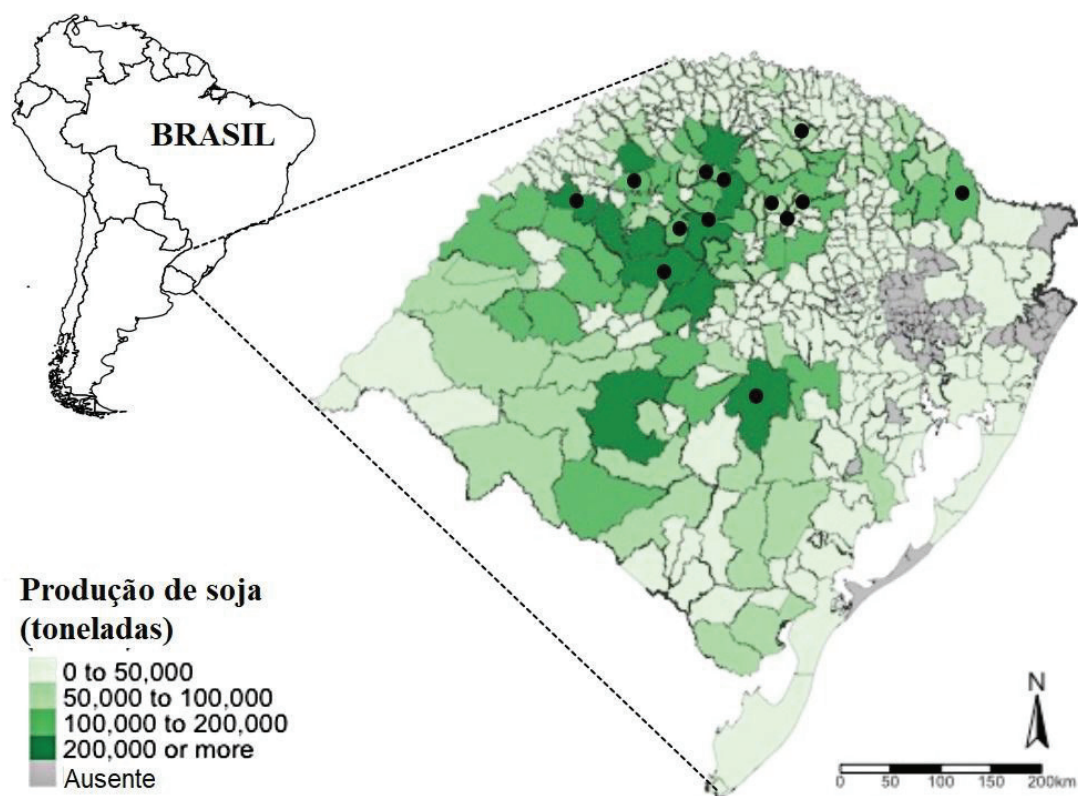 BRASIL
Produção de soja
(toneladas)
0 to 50,000
50,000 to 100,000
100,000 to 200,000
200,000 or more
Ausente
N
0 50 100 150 200km